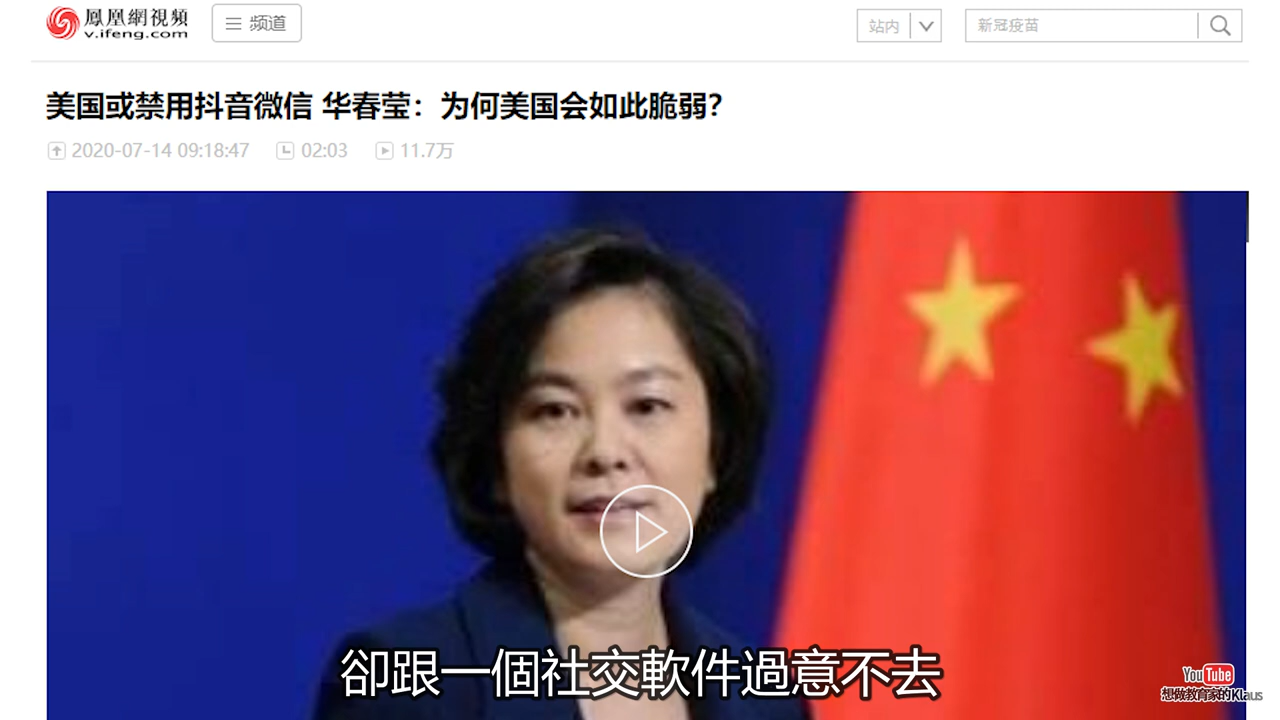 鳳凰網視頻
v.ifeng.com
频道
站内
新冠疫苗
美国或禁用抖音微信 华春莹：为何美国会如此脆弱？
2020-07-14 09:18:47 02:03 11.7万
卻跟一個社交軟件過意不去
YouTube
想做教育家的Klaus